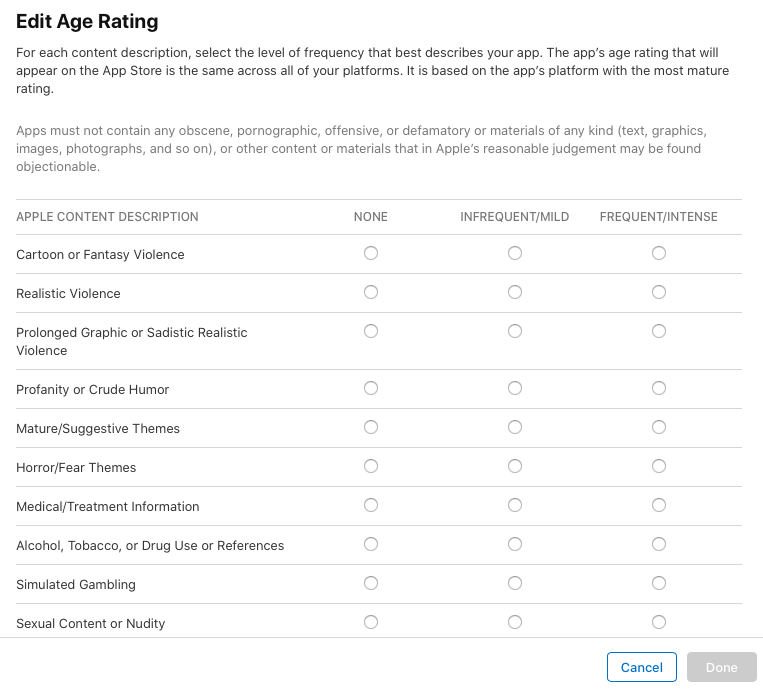 Edit Age Rating
For each content description, select the level of frequency that best describes your app. The app’s age rating that will
appear on the App Store is the same across all of your platforms. It is based on the app’s platform with the most mature
rating.
Apps must not contain any obscene, pornographic, offensive, or defamatory or materials of any kind (text, graphics,
images, photographs, and so on), or other content or materials that in Apple’s reasonable judgement may be found
objectionable.
APPLE CONTENT DESCRIPTION NONE INFREQUENT/MILD FREQUENT/INTENSE
Cartoon or Fantasy Violence
Realistic Violence
Prolonged Graphic or Sadistic Realistic
Violence
Profanity or Crude Humor
Mature/Suggestive Themes
Horror/Fear Themes
Medical/Treatment Information
Alcohol, Tobacco, or Drug Use or References
Simulated Gambling
Sexual Content or Nudity
Cancel Done